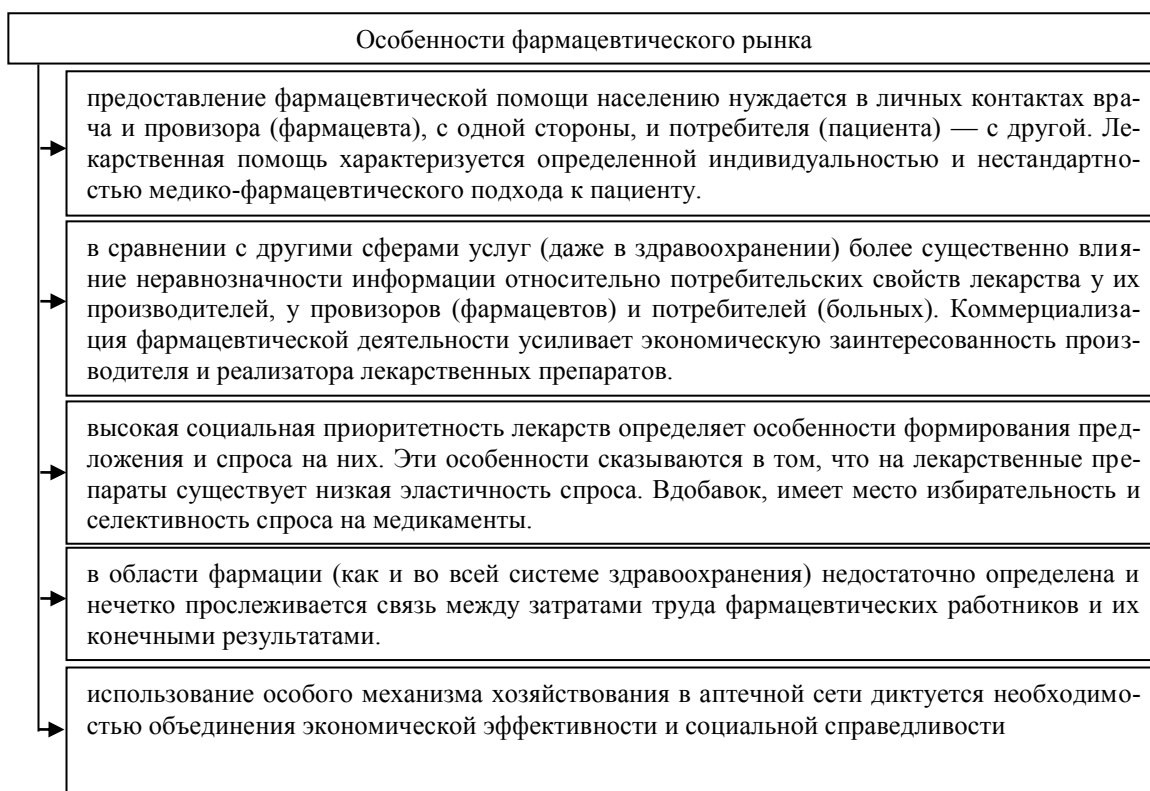 Особенности фармацевтического рынка
предоставление фармацевтической помощи населению нуждается в личных контактах вра-
ча и провизора (фармацевта), с одной стороны, и потребителя (пациента) — с другой. Ле-
карственная помощь характеризуется определенной индивидуальностью и нестандартно-
стью медико-фармацевтического подхода к пациенту.
в сравнении с другими сферами услуг (даже в здравоохранении) более существенно влия-
ние неравнозначности информации относительно потребительских свойств лекарства у их
производителей, у провизоров (фармацевтов) и потребителей (больных). Коммерциализа-
ция фармацевтической деятельности усиливает экономическую заинтересованность произ-
водителя и реализатора лекарственных препаратов.
высокая социальная приоритетность лекарств определяет особенности формирования пред-
ложения и спроса на них. Эти особенности сказываются в том, что на лекарственные пре-
параты существует низкая эластичность спроса. Вдобавок, имеет место избирательность и
селективность спроса на медикаменты.
в области фармации (как и во всей системе здравоохранения) недостаточно определена и
нечетко прослеживается связь между затратами труда фармацевтических работников и их
конечными результатами.
использование особого механизма хозяйствования в аптечной сети диктуется необходимо-
стью объединения экономической эффективности и социальной справедливости